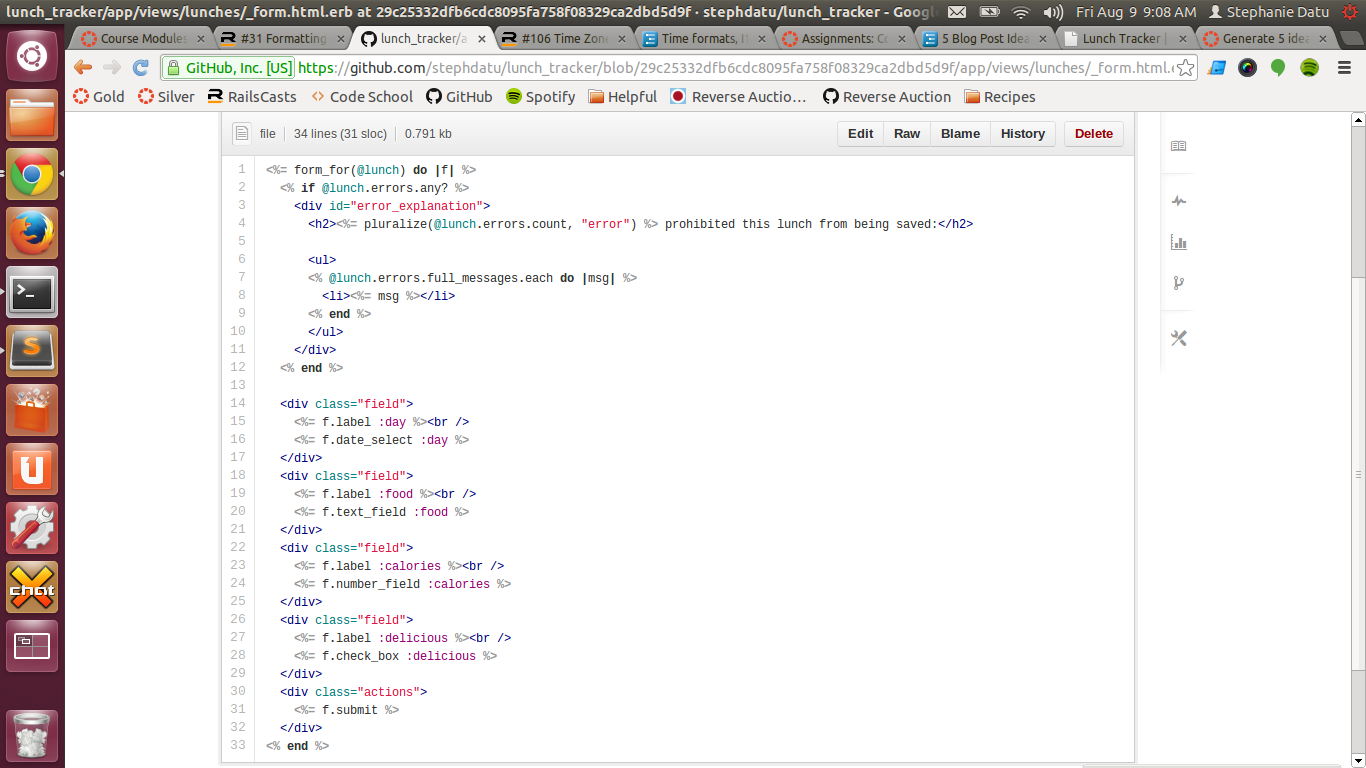 lunch_tracker/app/views/lunches/_form.html.erb at 29c25332dfb6cdc8095fa758f08329ca2dbd5d9f · stephdatu/lunch_tracker - Googl
Fri Aug 9 9:08 AM
Stephanie Datu
Course Modules
#31 Formatting
lunch_tracker/a
#106 Time Zon
Time formats, I1
Assignments: Co
5 Blog Post Idea
Lunch Tracker |
Generate 5 idea
GitHub, Inc. [US]
https://github.com/stephdatu/lunch_tracker/blob/29c25332dfb6cdc8095fa758f08329ca2dbd5d9f/app/views/lunches/_form.html.e
Gold
Silver
RailsCasts
Code School
GitHub
Spotify
Helpful
Reverse Auctio...
Reverse Auction
Recipes
file
34 lines (31 sloc)
0.791 kb
Edit
Raw
Blame
History
Delete
1 <%= form_for(@lunch) do |f| %>
2 <% if @lunch.errors.any? %>
3 <div id="error_explanation">
4 <h2><%= pluralize(@lunch.errors.count, "error") %> prohibited this lunch from being saved:</h2>
5
6 <ul>
7 <% @lunch.errors.full_messages.each do |msg| %>
8 <li><%= msg %></li>
9 <% end %>
10 </ul>
11 </div>
12 <% end %>
13
14 <div class="field">
15 <%= f.label :day %><br />
16 <%= f.date_select :day %>
17 </div>
18 <div class="field">
19 <%= f.label :food %><br />
20 <%= f.text_field :food %>
21 </div>
22 <div class="field">
23 <%= f.label :calories %><br />
24 <%= f.number_field :calories %>
25 </div>
26 <div class="field">
27 <%= f.label :delicious %><br />
28 <%= f.check_box :delicious %>
29 </div>
30 <div class="actions">
31 <%= f.submit %>
32 </div>
33 <% end %>
chat